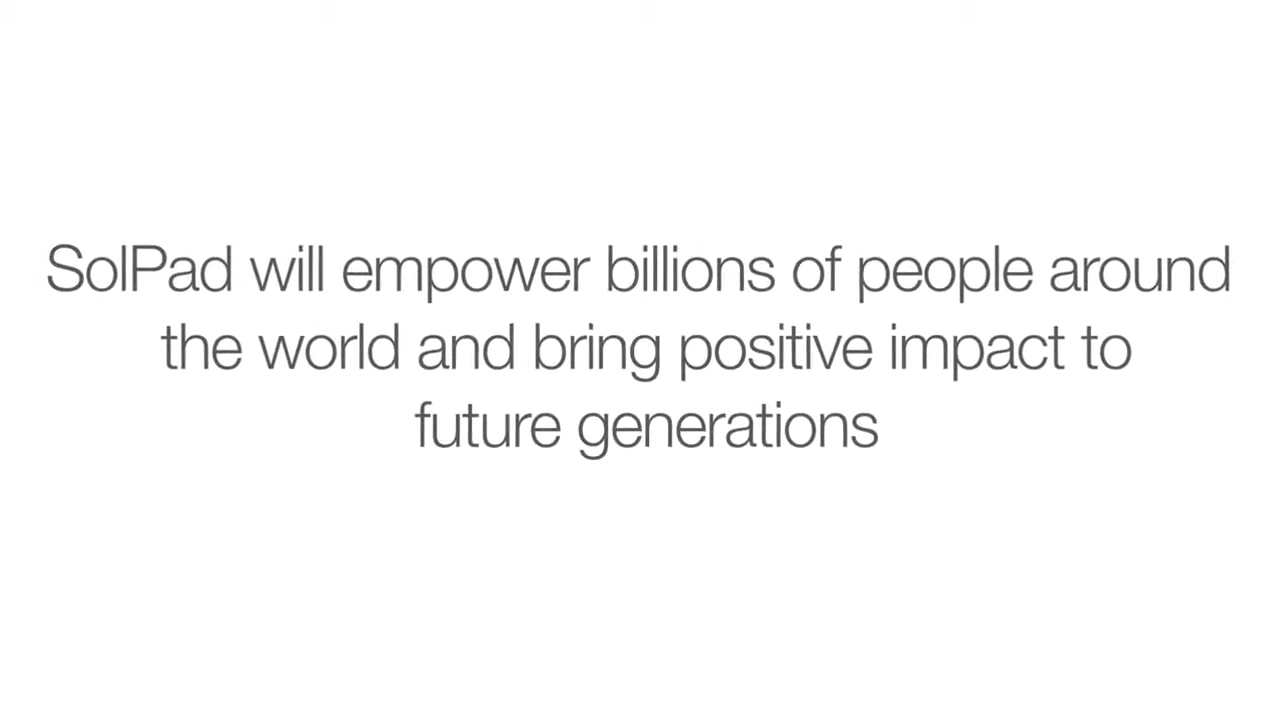 SolPad will empower billions of people around
the world and bring positive impact to
future generations